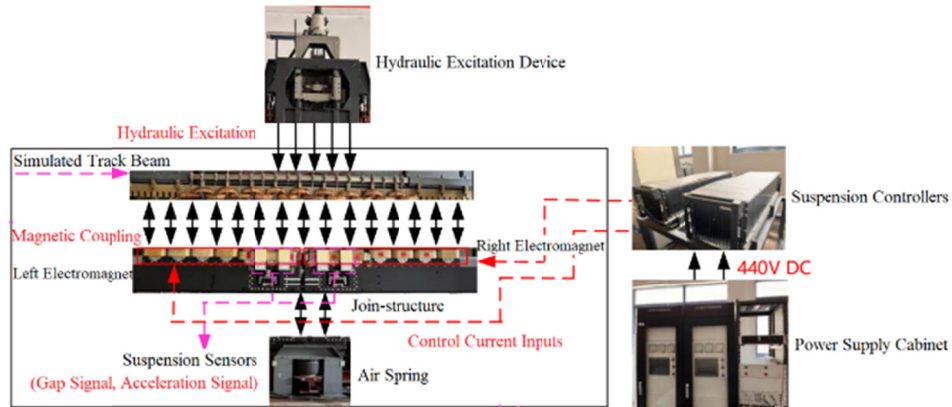 Hydraulic Excitation Device
Hydraulic Excitation
Simulated Track Beam
Suspension Controllers
Magnetic Coupling
Right Electromagnet
Left Electromagnet
440V DC
Join-structure
Control Current Inputs
Power Supply Cabinet
Suspension Sensors
(Gap Signal, Acceleration Signal)
Air Spring